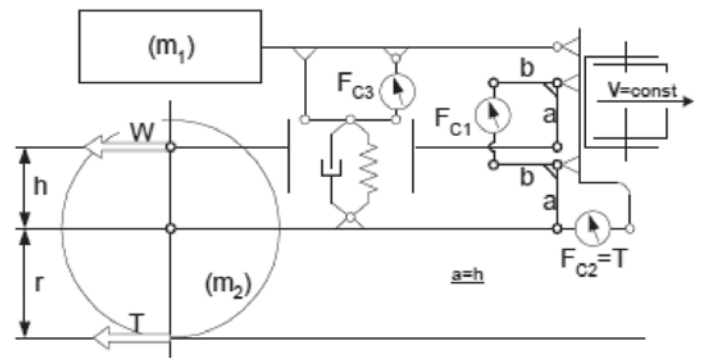 (m1)
b
FC3
V=const
FC1
a
W
h
b
a
FC2=T
r
(m2)
a=h
T